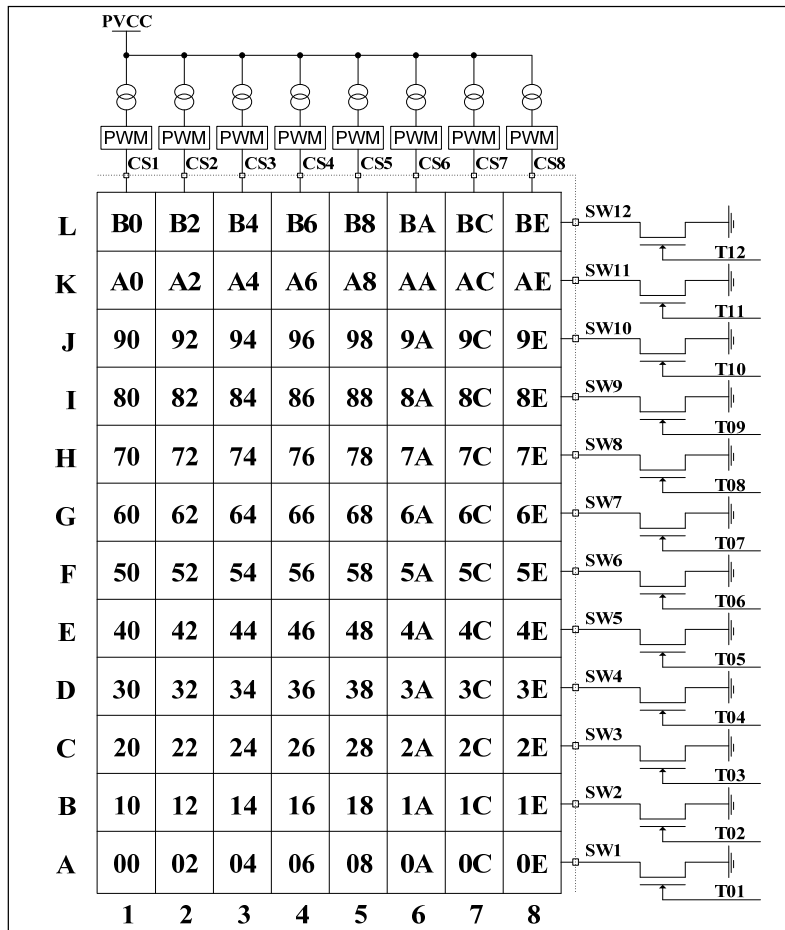 PVCC
PWM PWM PWM PWM PWM PWM PWM PWM
CS1 CS2 CS3 CS4 CS5 CS6 CS7 CS8
L B0 B2 B4 B6 B8 BA BC BE SW12
T12
K A0 A2 A4 A6 A8 AA AC AE SW11
T11
J 90 92 94 96 98 9A 9C 9E SW10
T10
I 80 82 84 86 88 8A 8C 8E SW9
T09
H 70 72 74 76 78 7A 7C 7E SW8
T08
G 60 62 64 66 68 6A 6C 6E SW7
T07
F 50 52 54 56 58 5A 5C 5E SW6
T06
E 40 42 44 46 48 4A 4C 4E SW5
T05
D 30 32 34 36 38 3A 3C 3E SW4
T04
C 20 22 24 26 28 2A 2C 2E SW3
T03
B 10 12 14 16 18 1A 1C 1E SW2
T02
A 00 02 04 06 08 0A 0C 0E SW1
T01
1 2 3 4 5 6 7 8